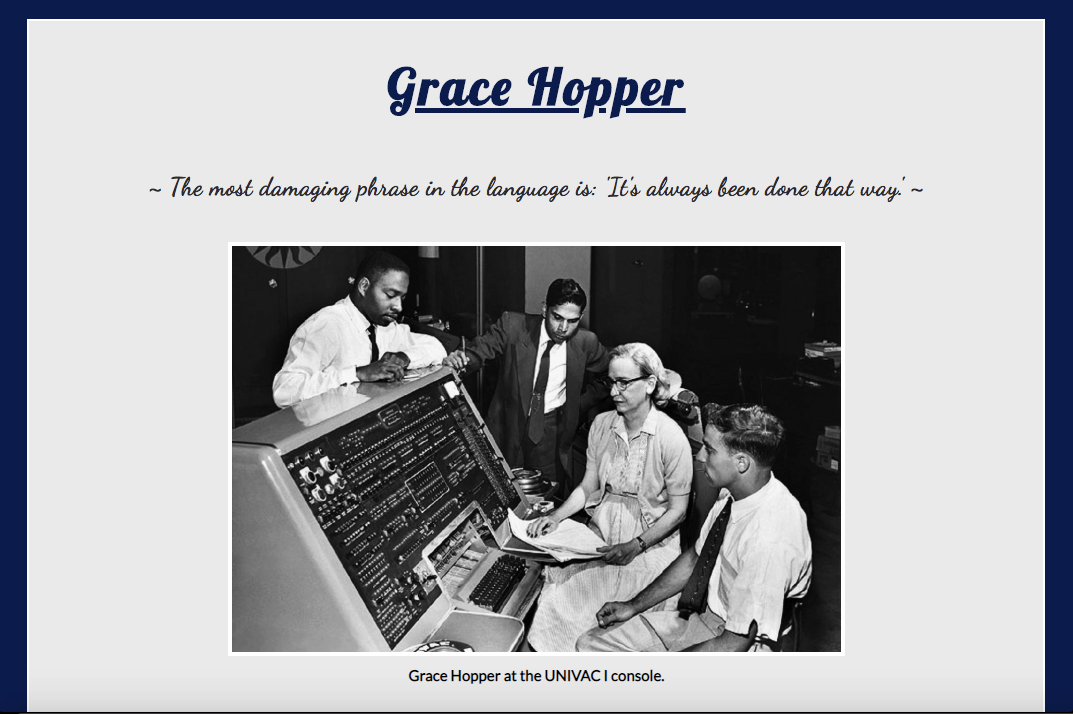 Grace Hopper
~ The most damaging phrase in the language is: 'It's always been done that way.' ~
Grace Hopper at the UNIVAC I console.